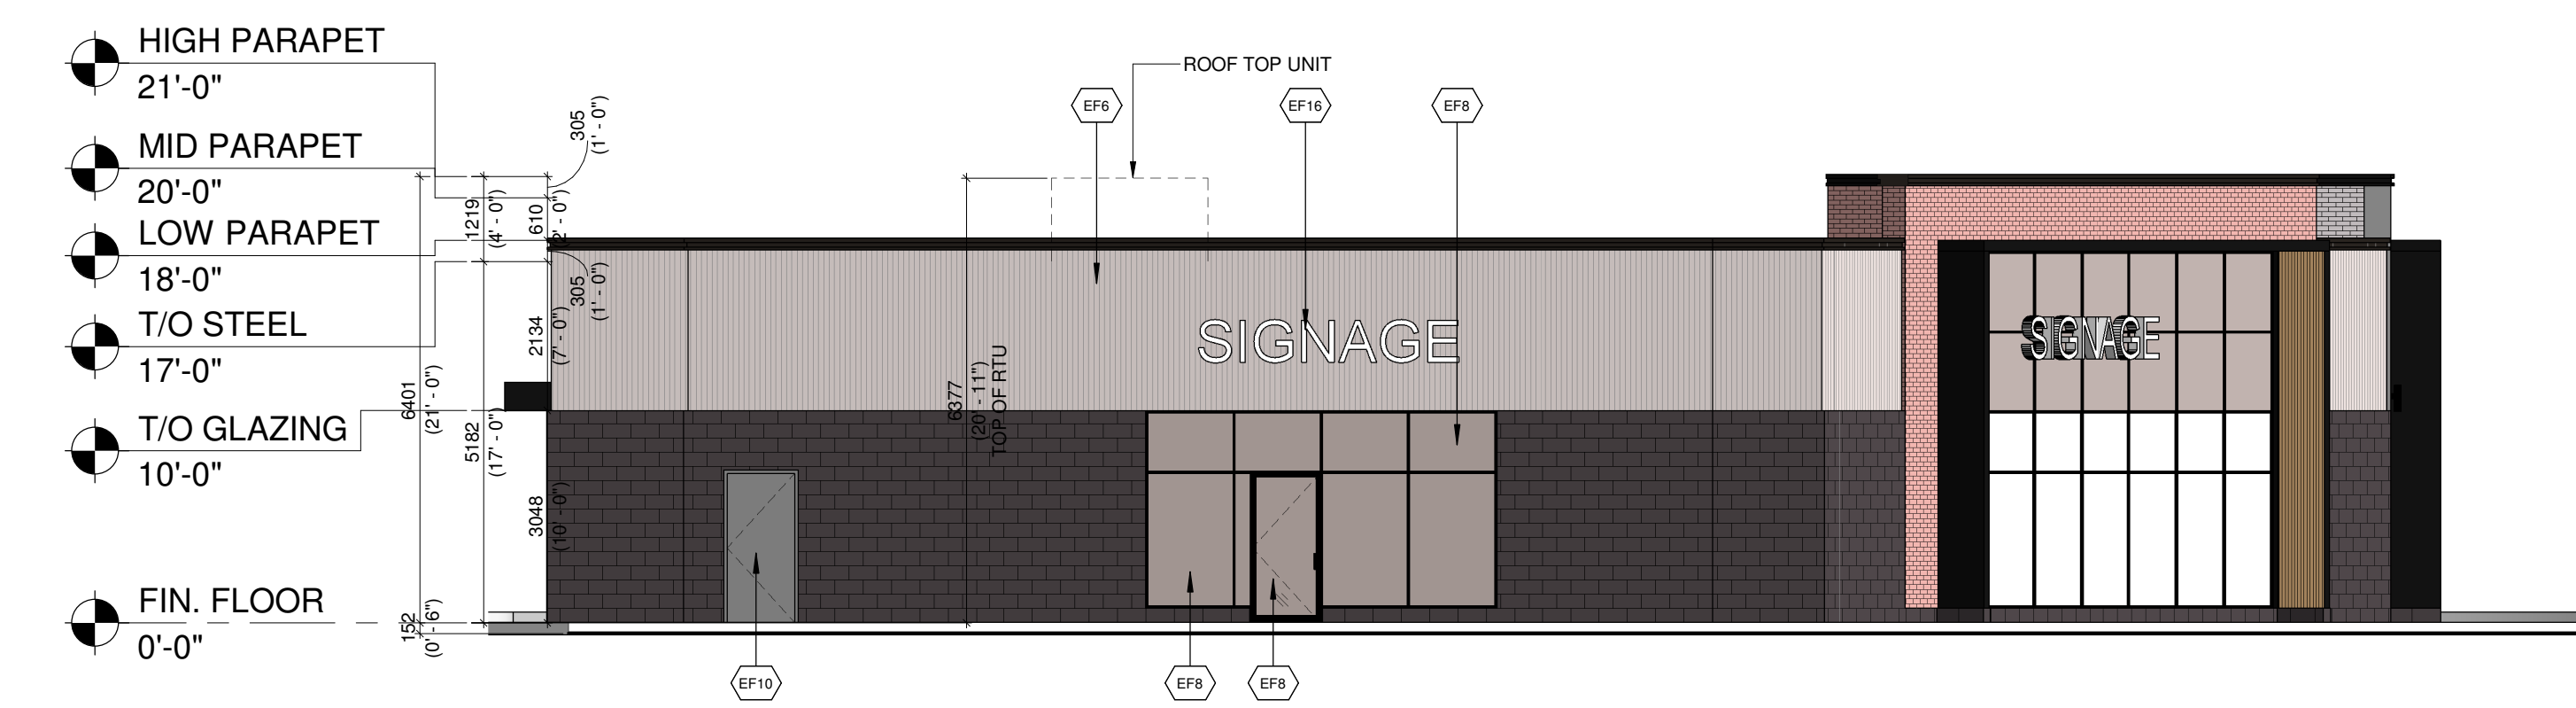 HIGH PARAPET
21'-0"
MID PARAPET
20'-0"
LOW PARAPET
18'-0"
T/O STEEL
17'-0"
T/O GLAZING
10'-0"
FIN. FLOOR
0'-0"
6401
(21' - 0")
152
(0' - 6")
1219
(4' - 0")
5182
(17' - 0")
305
(1' - 0")
610
(2' - 0")
305
(1' - 0")
2134
(7' - 0")
3048
(10' - 0")
6377
(20' - 11")
TOP OF RTU
ROOF TOP UNIT
EF6
EF16
EF8
SIGNAGE
SIGNAGE
EF10
EF8
EF8